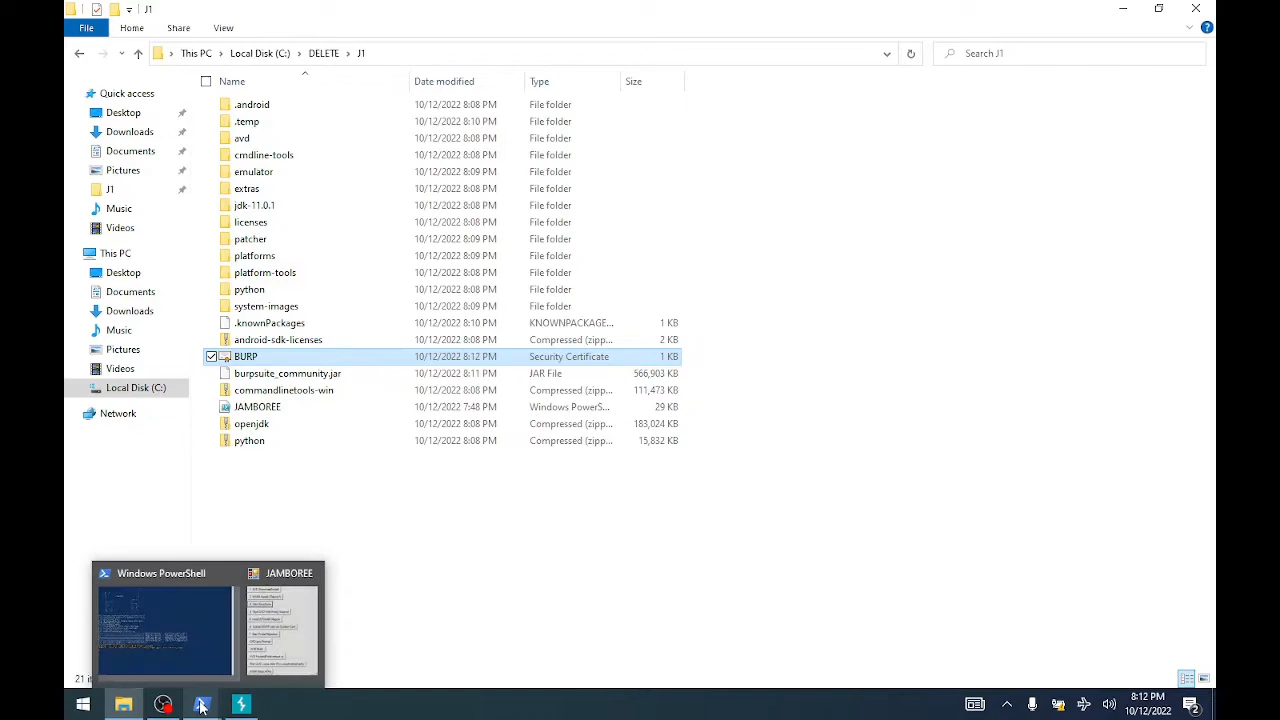 J1
File Home Share View
This PC Local Disk (C:) DELETE J1 Search J1
Name Date modified Type Size
Quick access
Desktop
Downloads
Documents
Pictures
J1
Music
Videos
This PC
Desktop
Documents
Downloads
Music
Pictures
Videos
Local Disk (C:)
Network
.android 10/12/2022 8:08 PM File folder
.temp 10/12/2022 8:10 PM File folder
avd 10/12/2022 8:08 PM File folder
cmdline-tools 10/12/2022 8:08 PM File folder
emulator 10/12/2022 8:09 PM File folder
extras 10/12/2022 8:08 PM File folder
jdk-11.0.1 10/12/2022 8:08 PM File folder
licenses 10/12/2022 8:08 PM File folder
patcher 10/12/2022 8:09 PM File folder
platforms 10/12/2022 8:09 PM File folder
platform-tools 10/12/2022 8:08 PM File folder
python 10/12/2022 8:08 PM File folder
system-images 10/12/2022 8:09 PM File folder
.knownPackages 10/12/2022 8:10 PM KNOWNPACKAGE... 1 KB
android-sdk-licenses 10/12/2022 8:08 PM Compressed (zipp... 2 KB
BURP 10/12/2022 8:12 PM Security Certificate 1 KB
burpsuite_community.jar 10/12/2022 8:11 PM JAR File 566,903 KB
commandlinetools-win 10/12/2022 8:08 PM Compressed (zipp... 111,473 KB
JAMBOREE 10/12/2022 7:48 PM Windows PowerS... 29 KB
openjdk 10/12/2022 8:08 PM Compressed (zipp... 183,024 KB
python 10/12/2022 8:08 PM Compressed (zipp... 15,832 KB
Windows PowerShell JAMBOREE
21 i
8:12 PM
10/12/2022